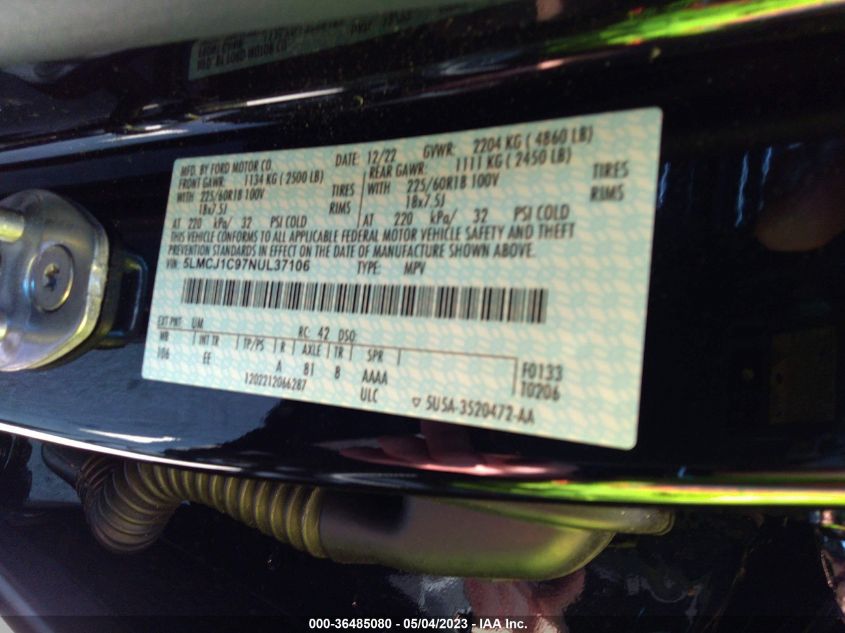 MFD. BY FORD MOTOR CO. DATE: 12/22 GVWR: 2204 KG ( 4860 LB)
FRONT GAWR: 1134 KG ( 2500 LB) REAR GAWR: 1111 KG ( 2450 LB)
WITH 225/60R18 100V TIRES WITH 225/60R18 100V TIRES
18x7.5J RIMS 18x7.5J RIMS
AT 220 kPa/ 32 PSI COLD AT 220 kPa/ 32 PSI COLD
THIS VEHICLE CONFORMS TO ALL APPLICABLE FEDERAL MOTOR VEHICLE SAFETY AND THEFT
PREVENTION STANDARDS IN EFFECT ON THE DATE OF MANUFACTURE SHOWN ABOVE.
VIN: 5LMCJ1C97NUL37106 TYPE: MPV
EXT PNT: UM RC: 42 DSO:
WB INT TR TP/PS R AXLE TR SPR F0133
106 EE A 81 8 AAAA T0206
1202212066287 ULC ▽ 5U5A-3520472-AA
000-36485080 - 05/04/2023 - IAA Inc.